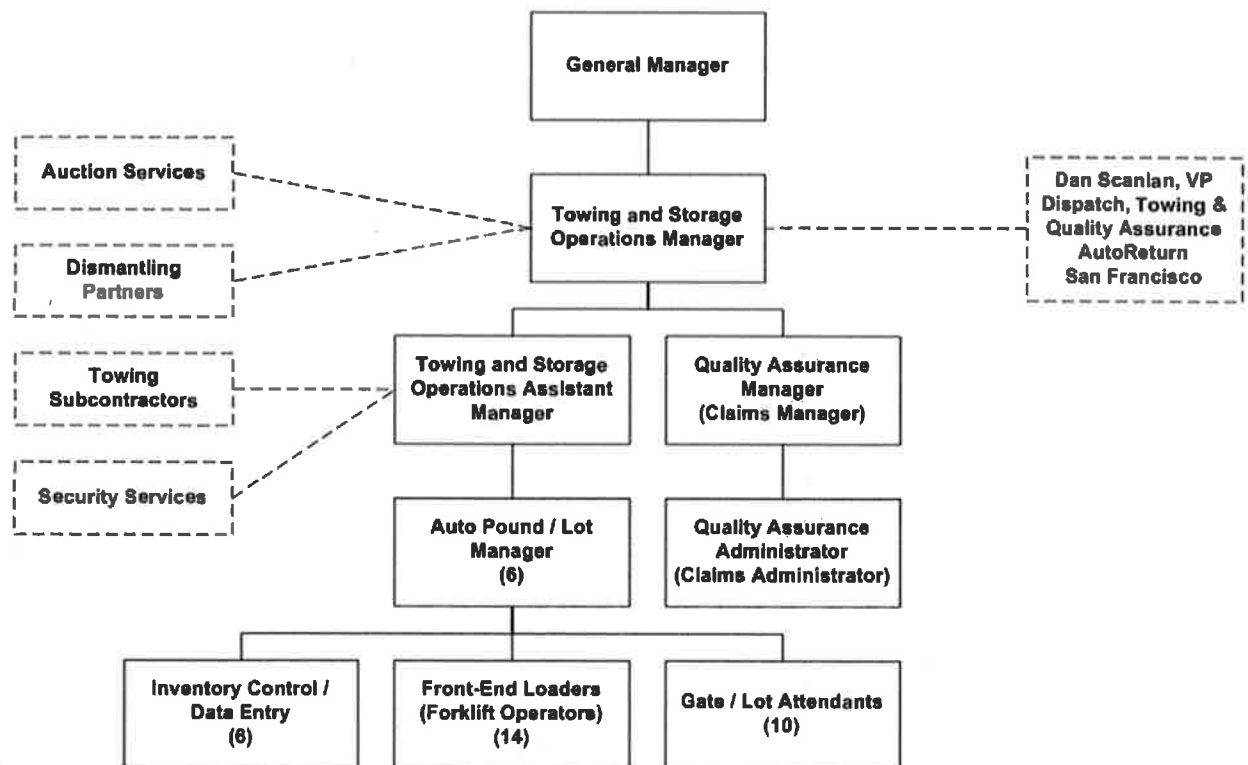 General Manager
Auction Services
Towing and Storage
Operations Manager
Dan Scanlan, VP
Dispatch, Towing &
Quality Assurance
AutoReturn
San Francisco
Dismantling
Partners
Towing
Subcontractors
Towing and Storage
Operations Assistant
Manager
Quality Assurance
Manager
(Claims Manager)
Security Services
Auto Pound / Lot
Manager
(6)
Quality Assurance
Administrator
(Claims Administrator)
Inventory Control /
Data Entry
(6)
Front-End Loaders
(Forklift Operators)
(14)
Gate / Lot Attendants
(10)